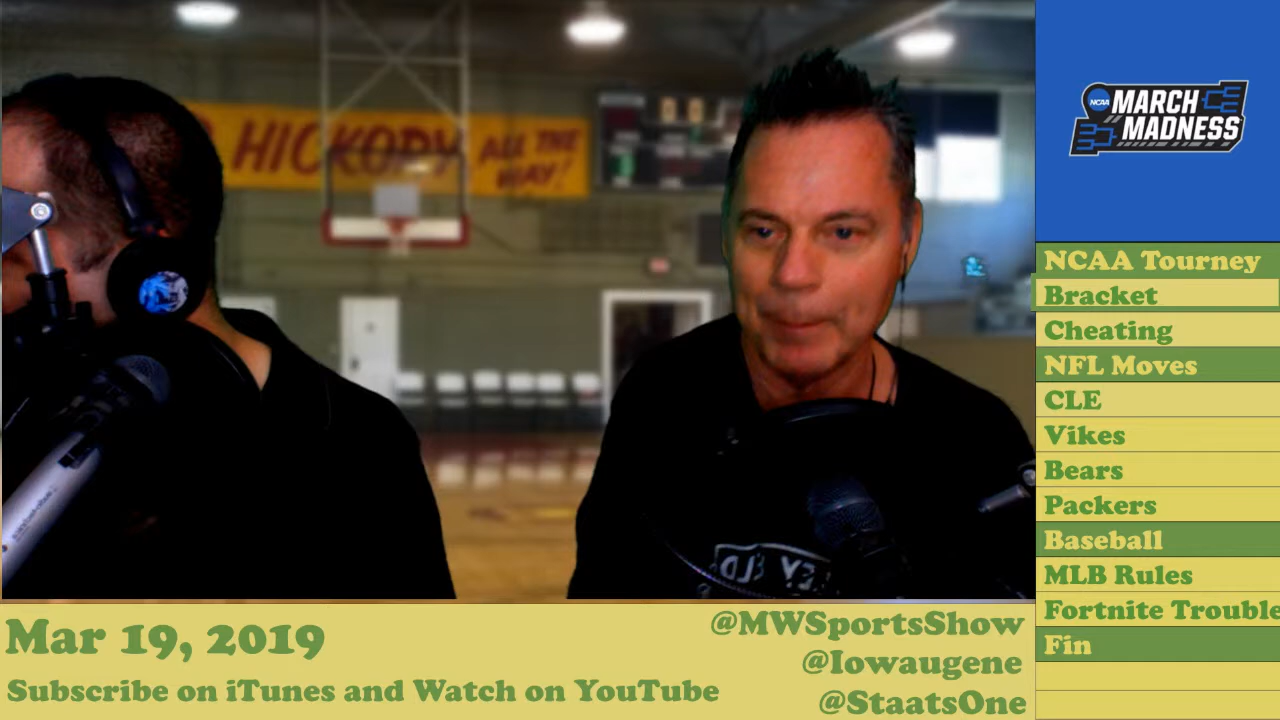 HICKORY
ALL THE
WAY!
NCAA
MARCH
MADNESS
NCAA Tourney
Bracket
Cheating
NFL Moves
CLE
Vikes
Bears
Packers
Baseball
MLB Rules
Fortnite Trouble
Fin
Mar 19, 2019
Subscribe on iTunes and Watch on YouTube
@MWSportsShow
@Iowaugene
@StaatsOne